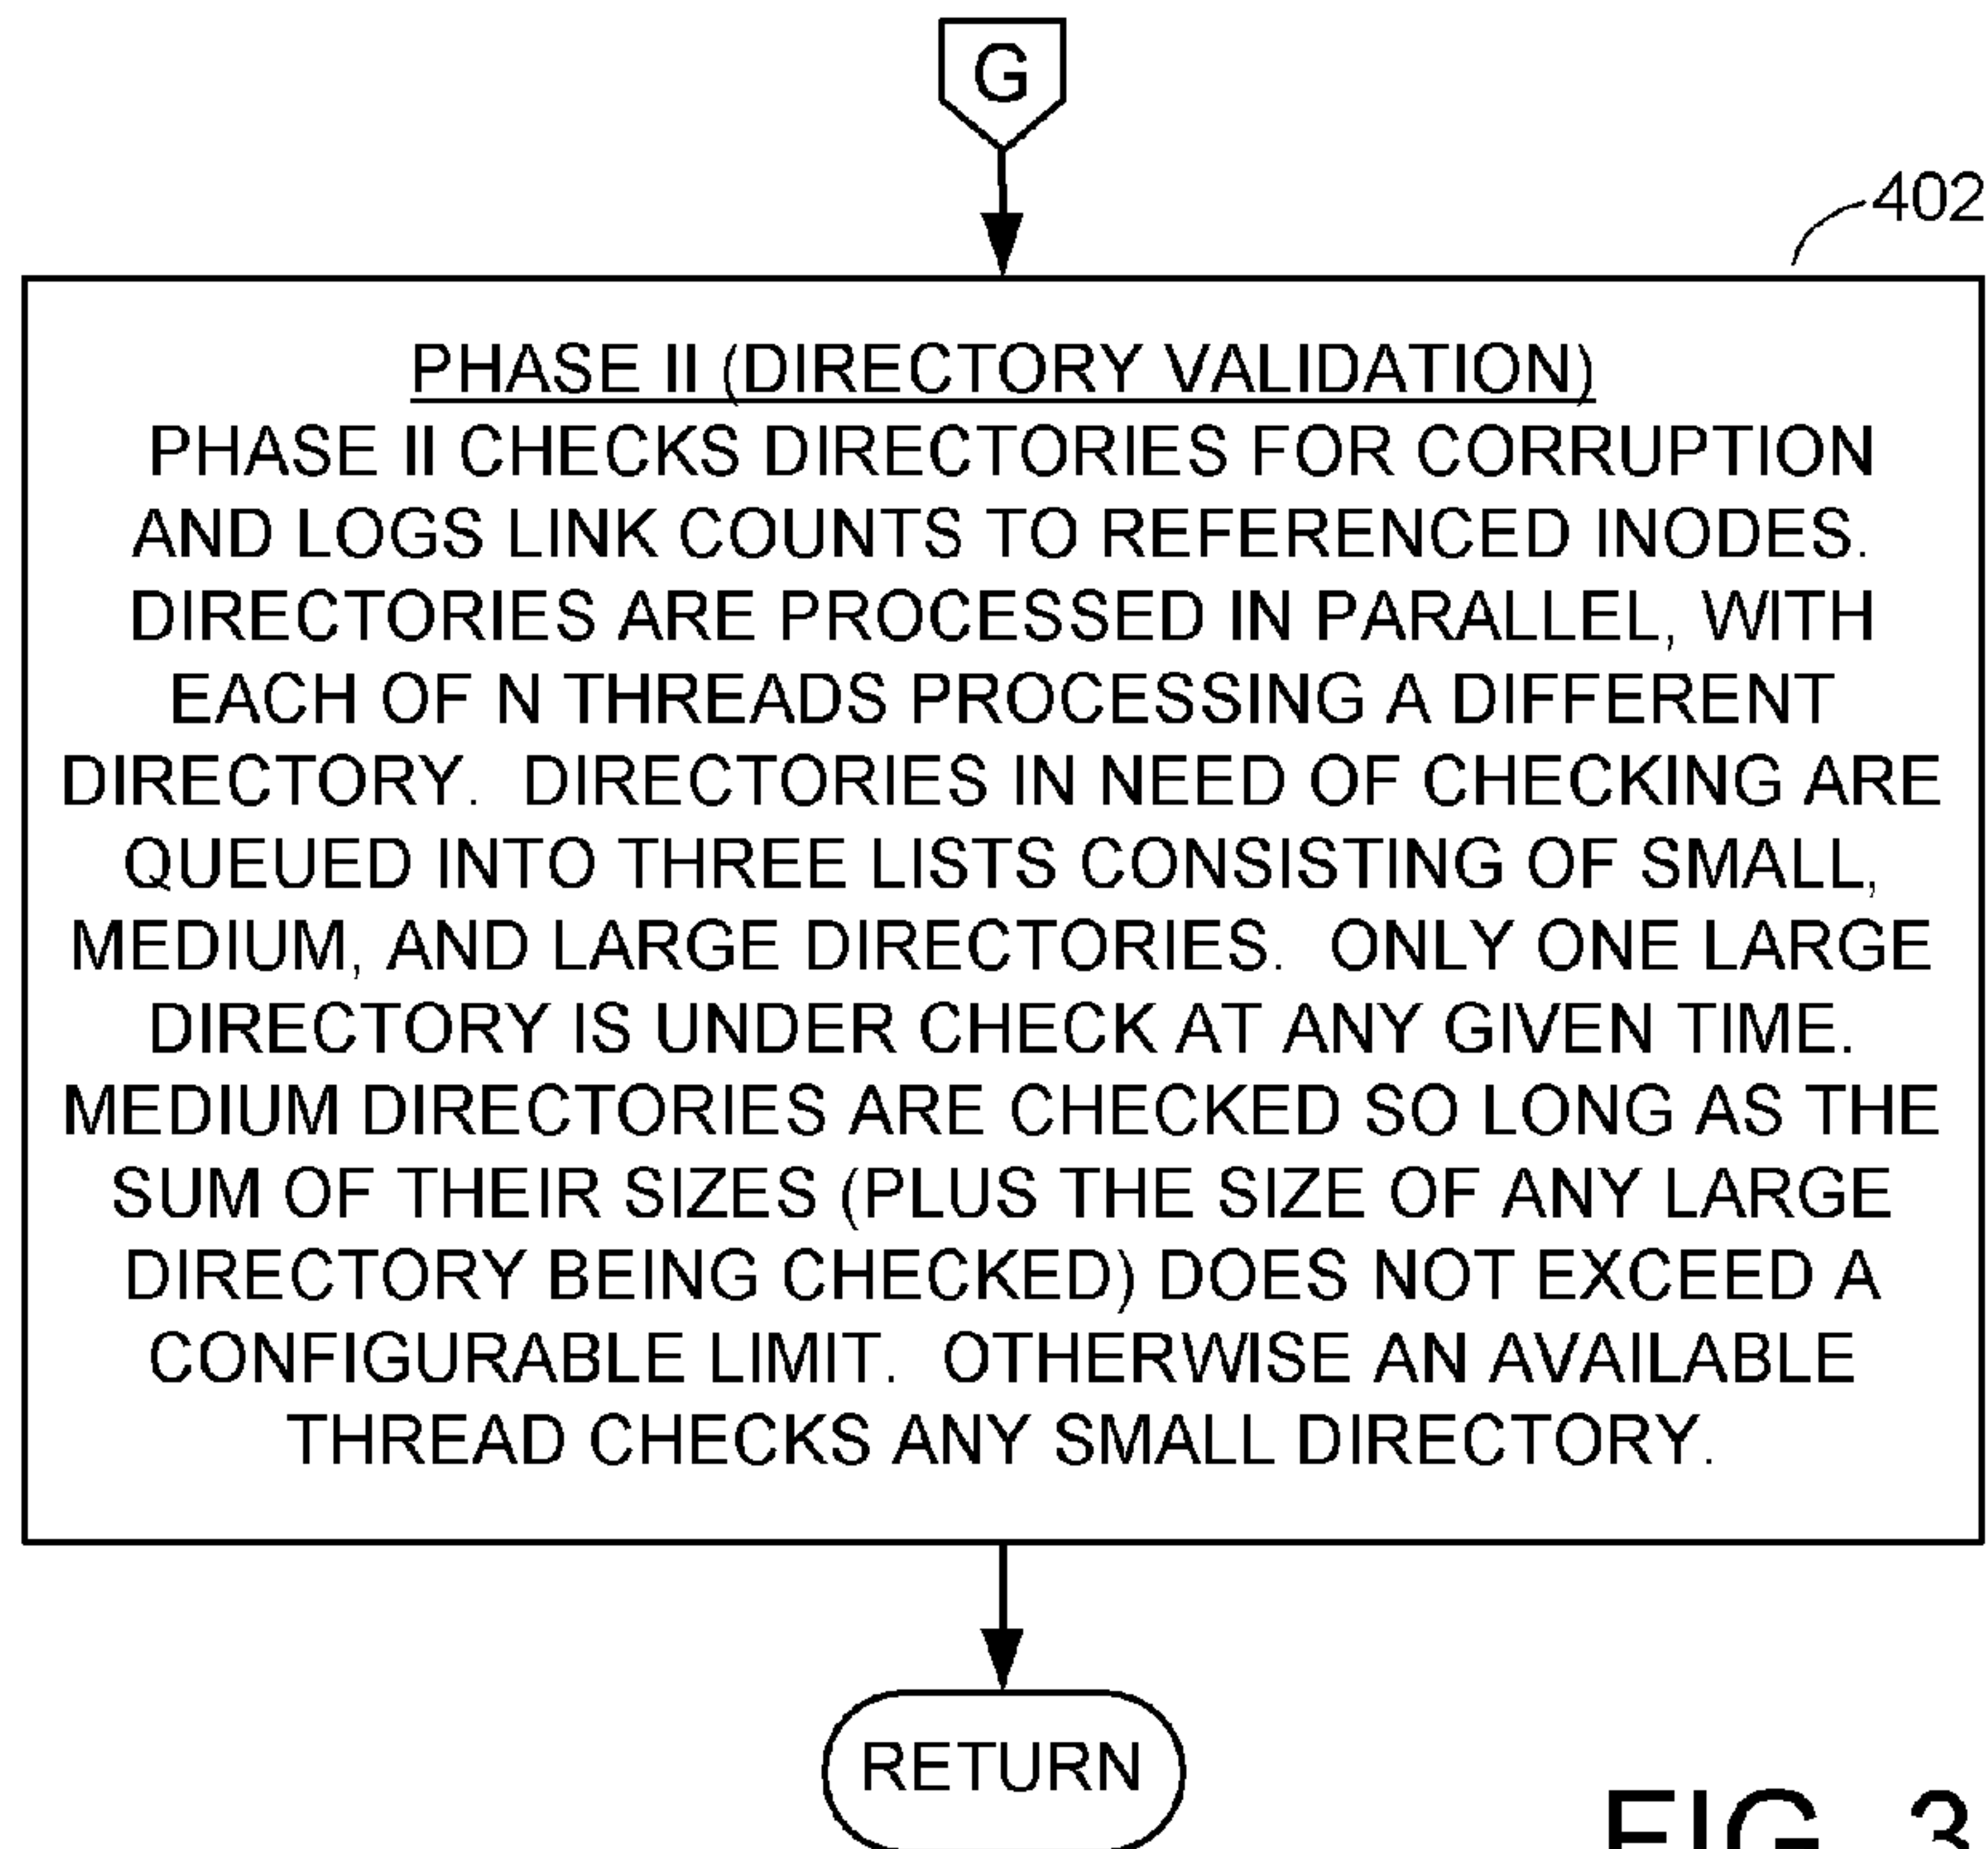 G
402
PHASE II (DIRECTORY VALIDATION)
PHASE II CHECKS DIRECTORIES FOR CORRUPTION
AND LOGS LINK COUNTS TO REFERENCED INODES.
DIRECTORIES ARE PROCESSED IN PARALLEL, WITH
EACH OF N THREADS PROCESSING A DIFFERENT
DIRECTORY. DIRECTORIES IN NEED OF CHECKING ARE
QUEUED INTO THREE LISTS CONSISTING OF SMALL,
MEDIUM, AND LARGE DIRECTORIES. ONLY ONE LARGE
DIRECTORY IS UNDER CHECK AT ANY GIVEN TIME.
MEDIUM DIRECTORIES ARE CHECKED SO LONG AS THE
SUM OF THEIR SIZES (PLUS THE SIZE OF ANY LARGE
DIRECTORY BEING CHECKED) DOES NOT EXCEED A
CONFIGURABLE LIMIT. OTHERWISE AN AVAILABLE
THREAD CHECKS ANY SMALL DIRECTORY.
RETURN
FIG. 3